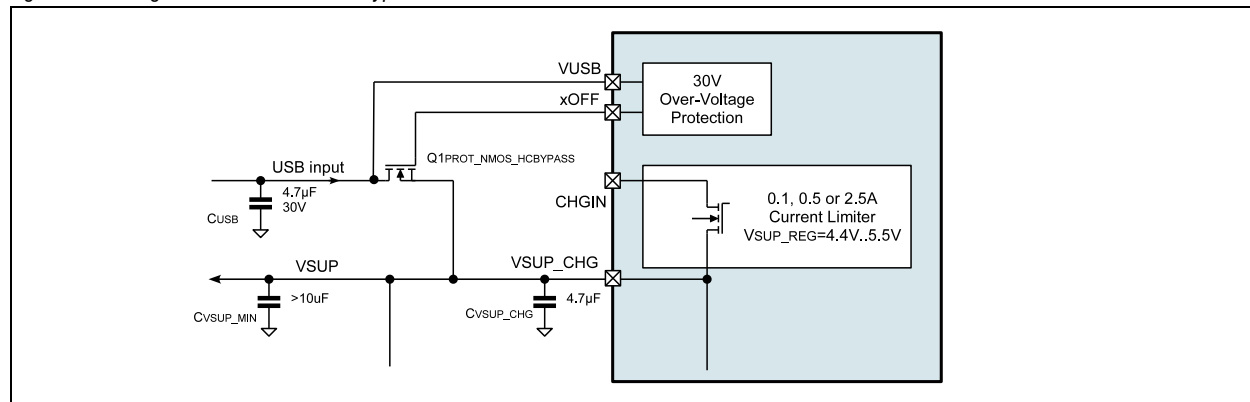 VUSB
xOFF
30V
Over-Voltage
Protection
Q1PROT_NMOS_HCBYPASS
USB input
4.7µF
30V
CUSB
CHGIN
0.1, 0.5 or 2.5A
Current Limiter
VSUP_REG=4.4V..5.5V
VSUP
VSUP_CHG
>10uF
CVSUP_MIN
4.7µF
CVSUP_CHG